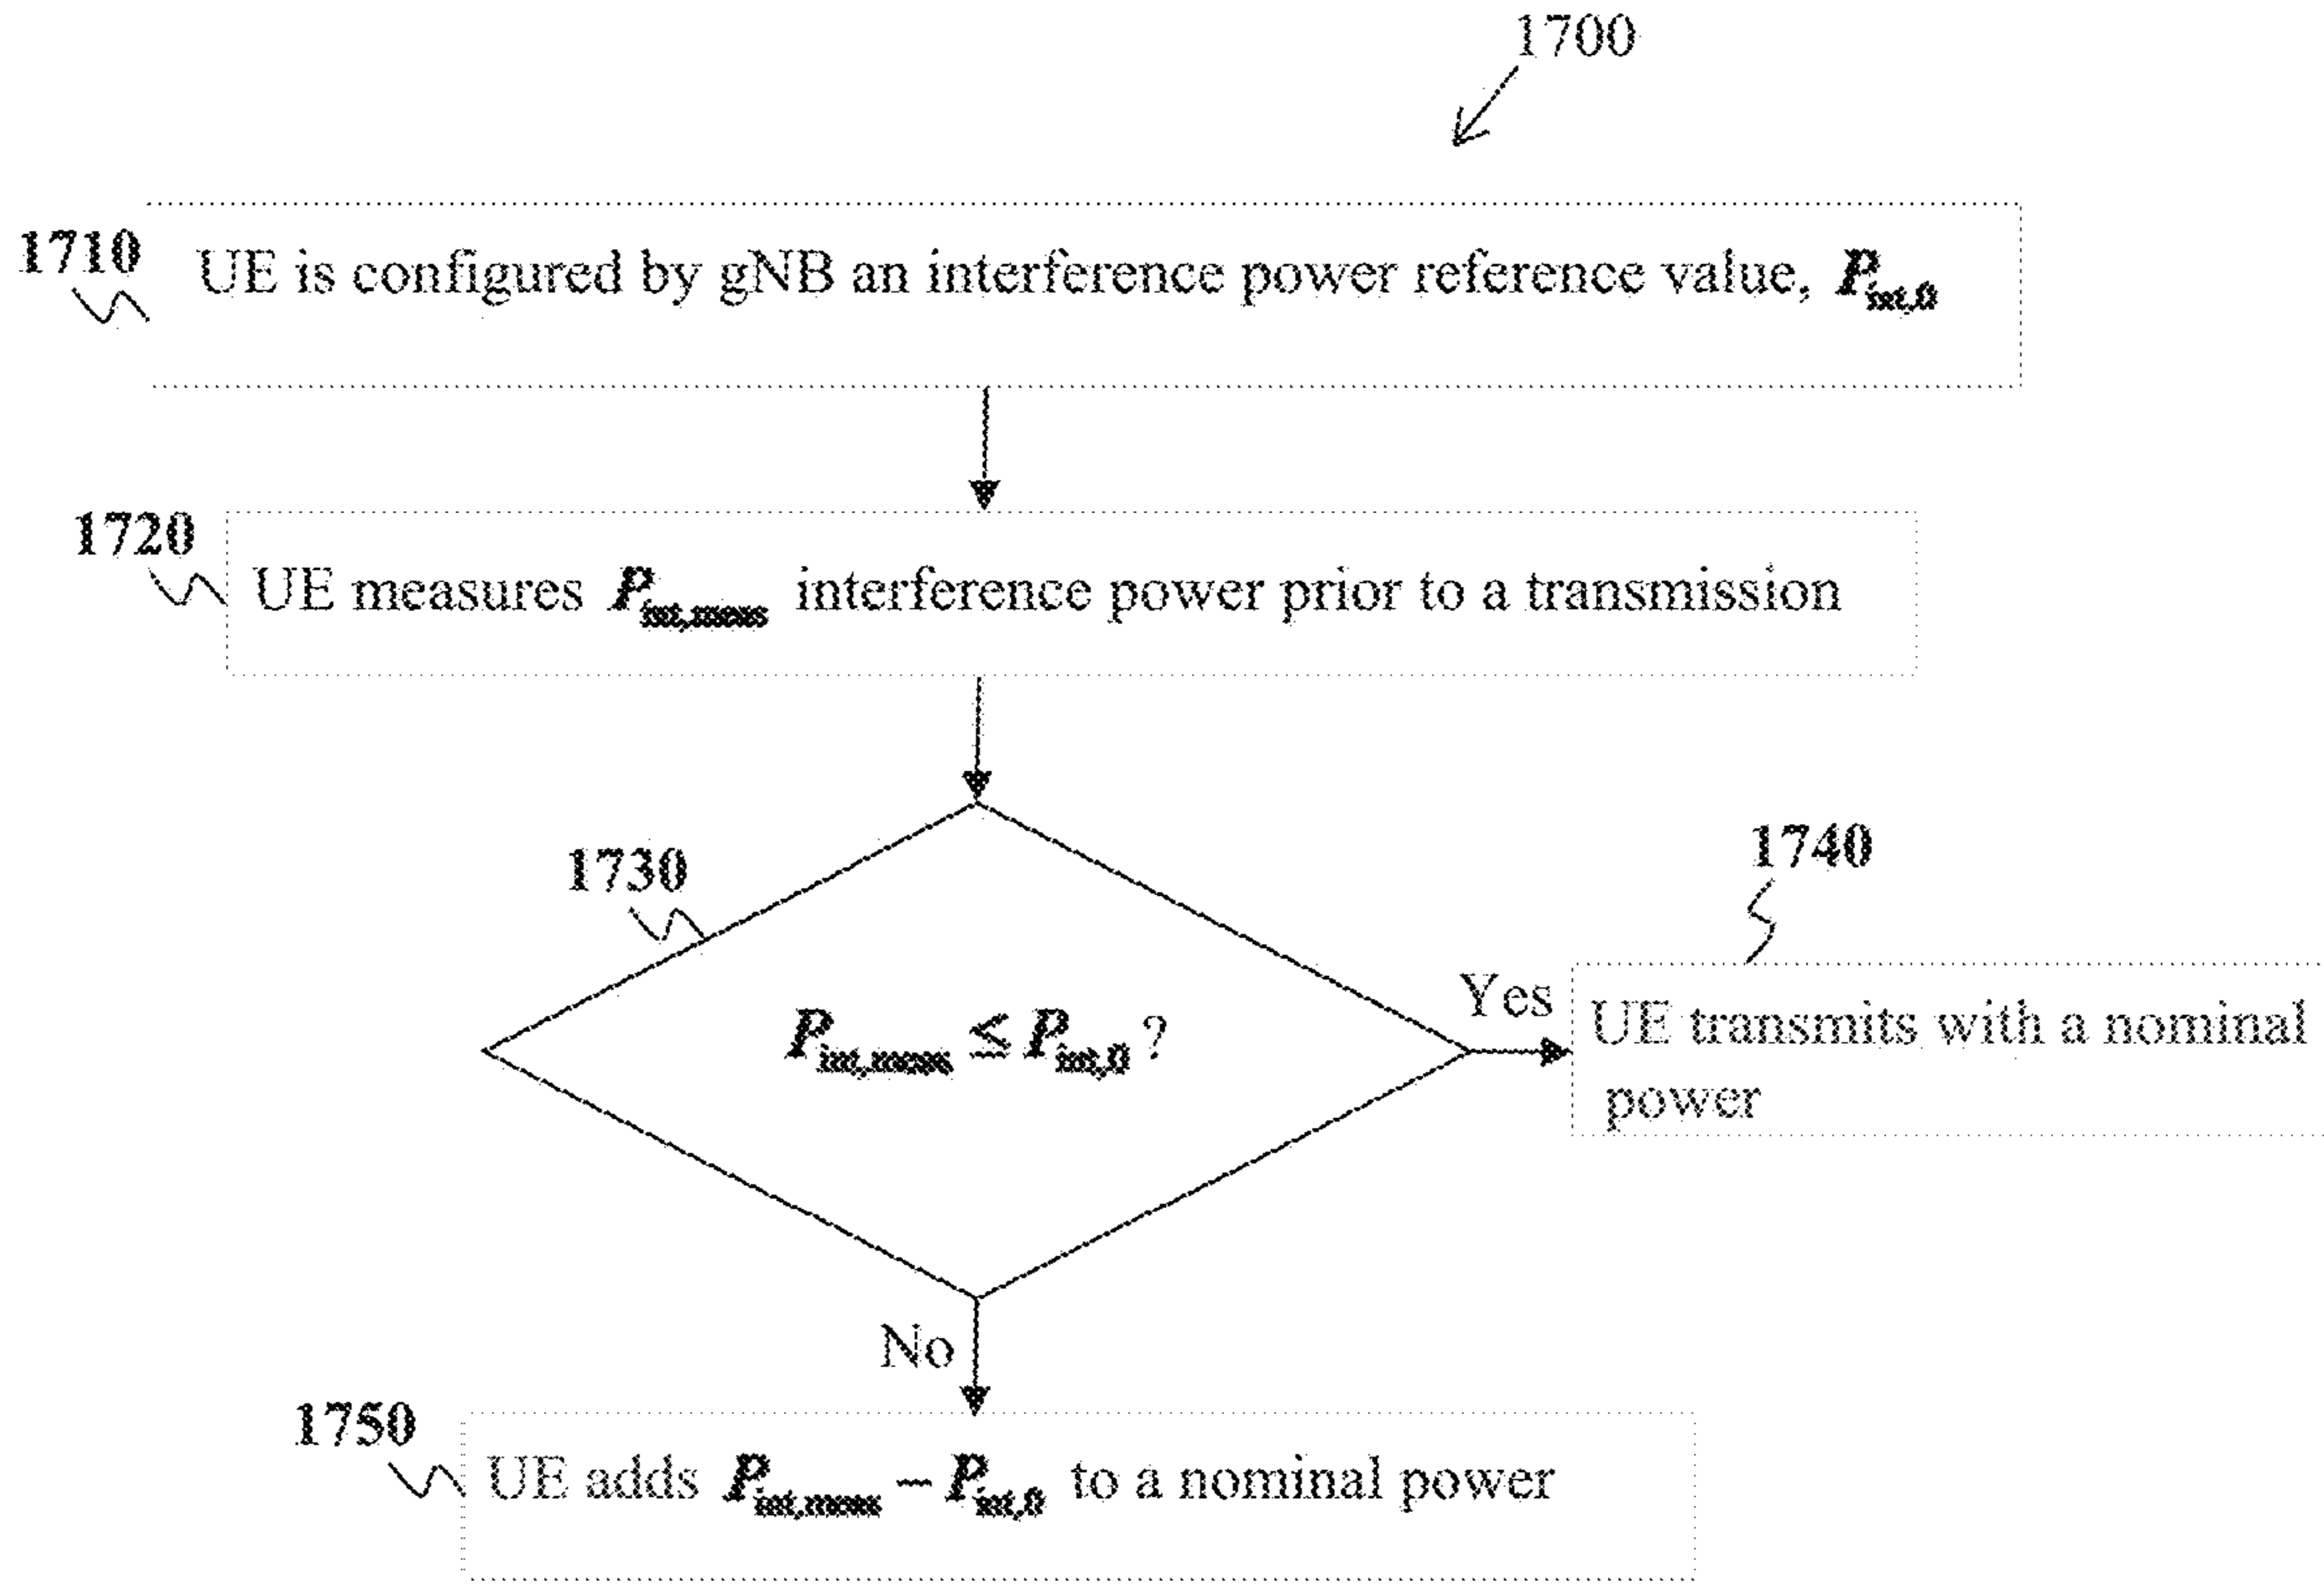 1700
1710
UE is configured by gNB an interference power reference value, P_int,0
1720
UE measures P_int,meas interference power prior to a transmission
1730
1740
P_int,meas ≤ P_int,0 ?
Yes
UE transmits with a nominal
power
No
1750
UE adds P_int,meas − P_int,0 to a nominal power